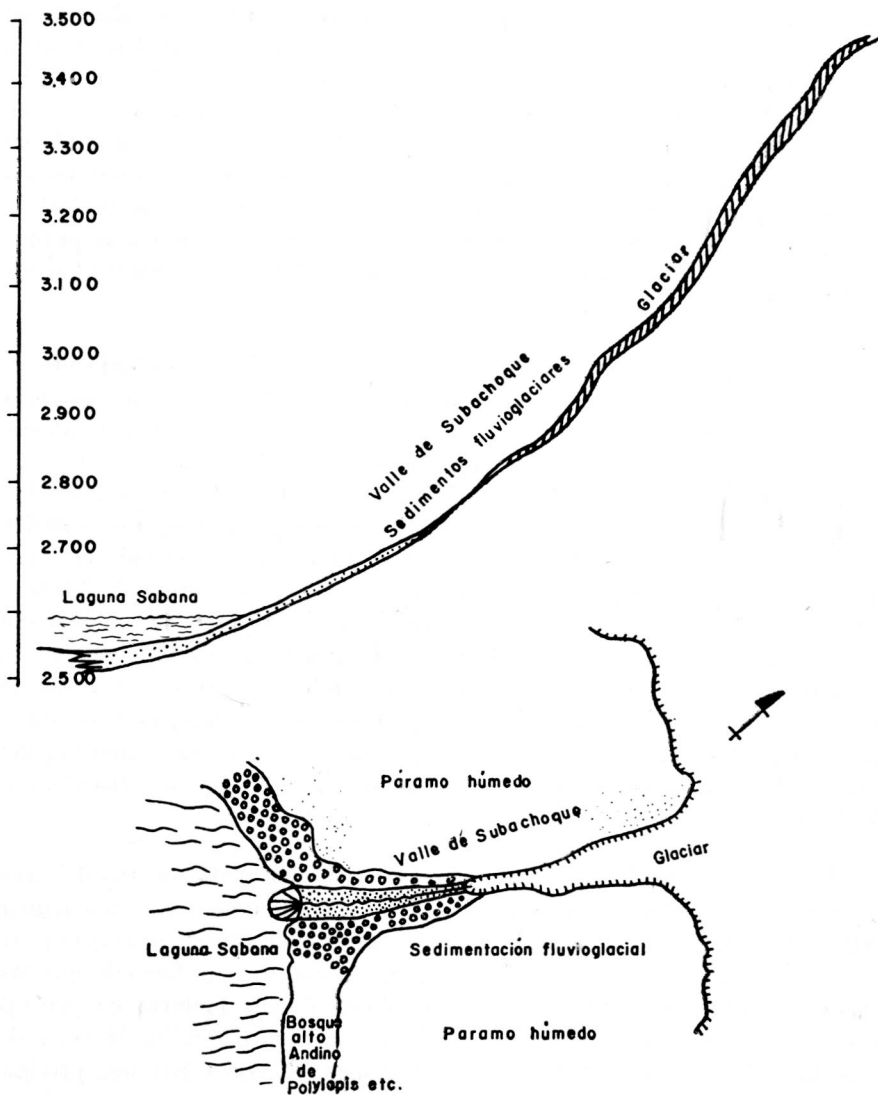 3.500
3.400
3.300
3.200
3.100
3.000
2.900
2.800
2.700
2.500
Glaciar
Valle de Subachoque
Sedimentos fluvioglaciares
Laguna Sabana
Páramo húmedo
Valle de Subachoque
Glaciar
Laguna Sabana
Sedimentación fluvioglacial
Bosque
alto
Andino
de
Polylapis etc.
Paramo húmedo